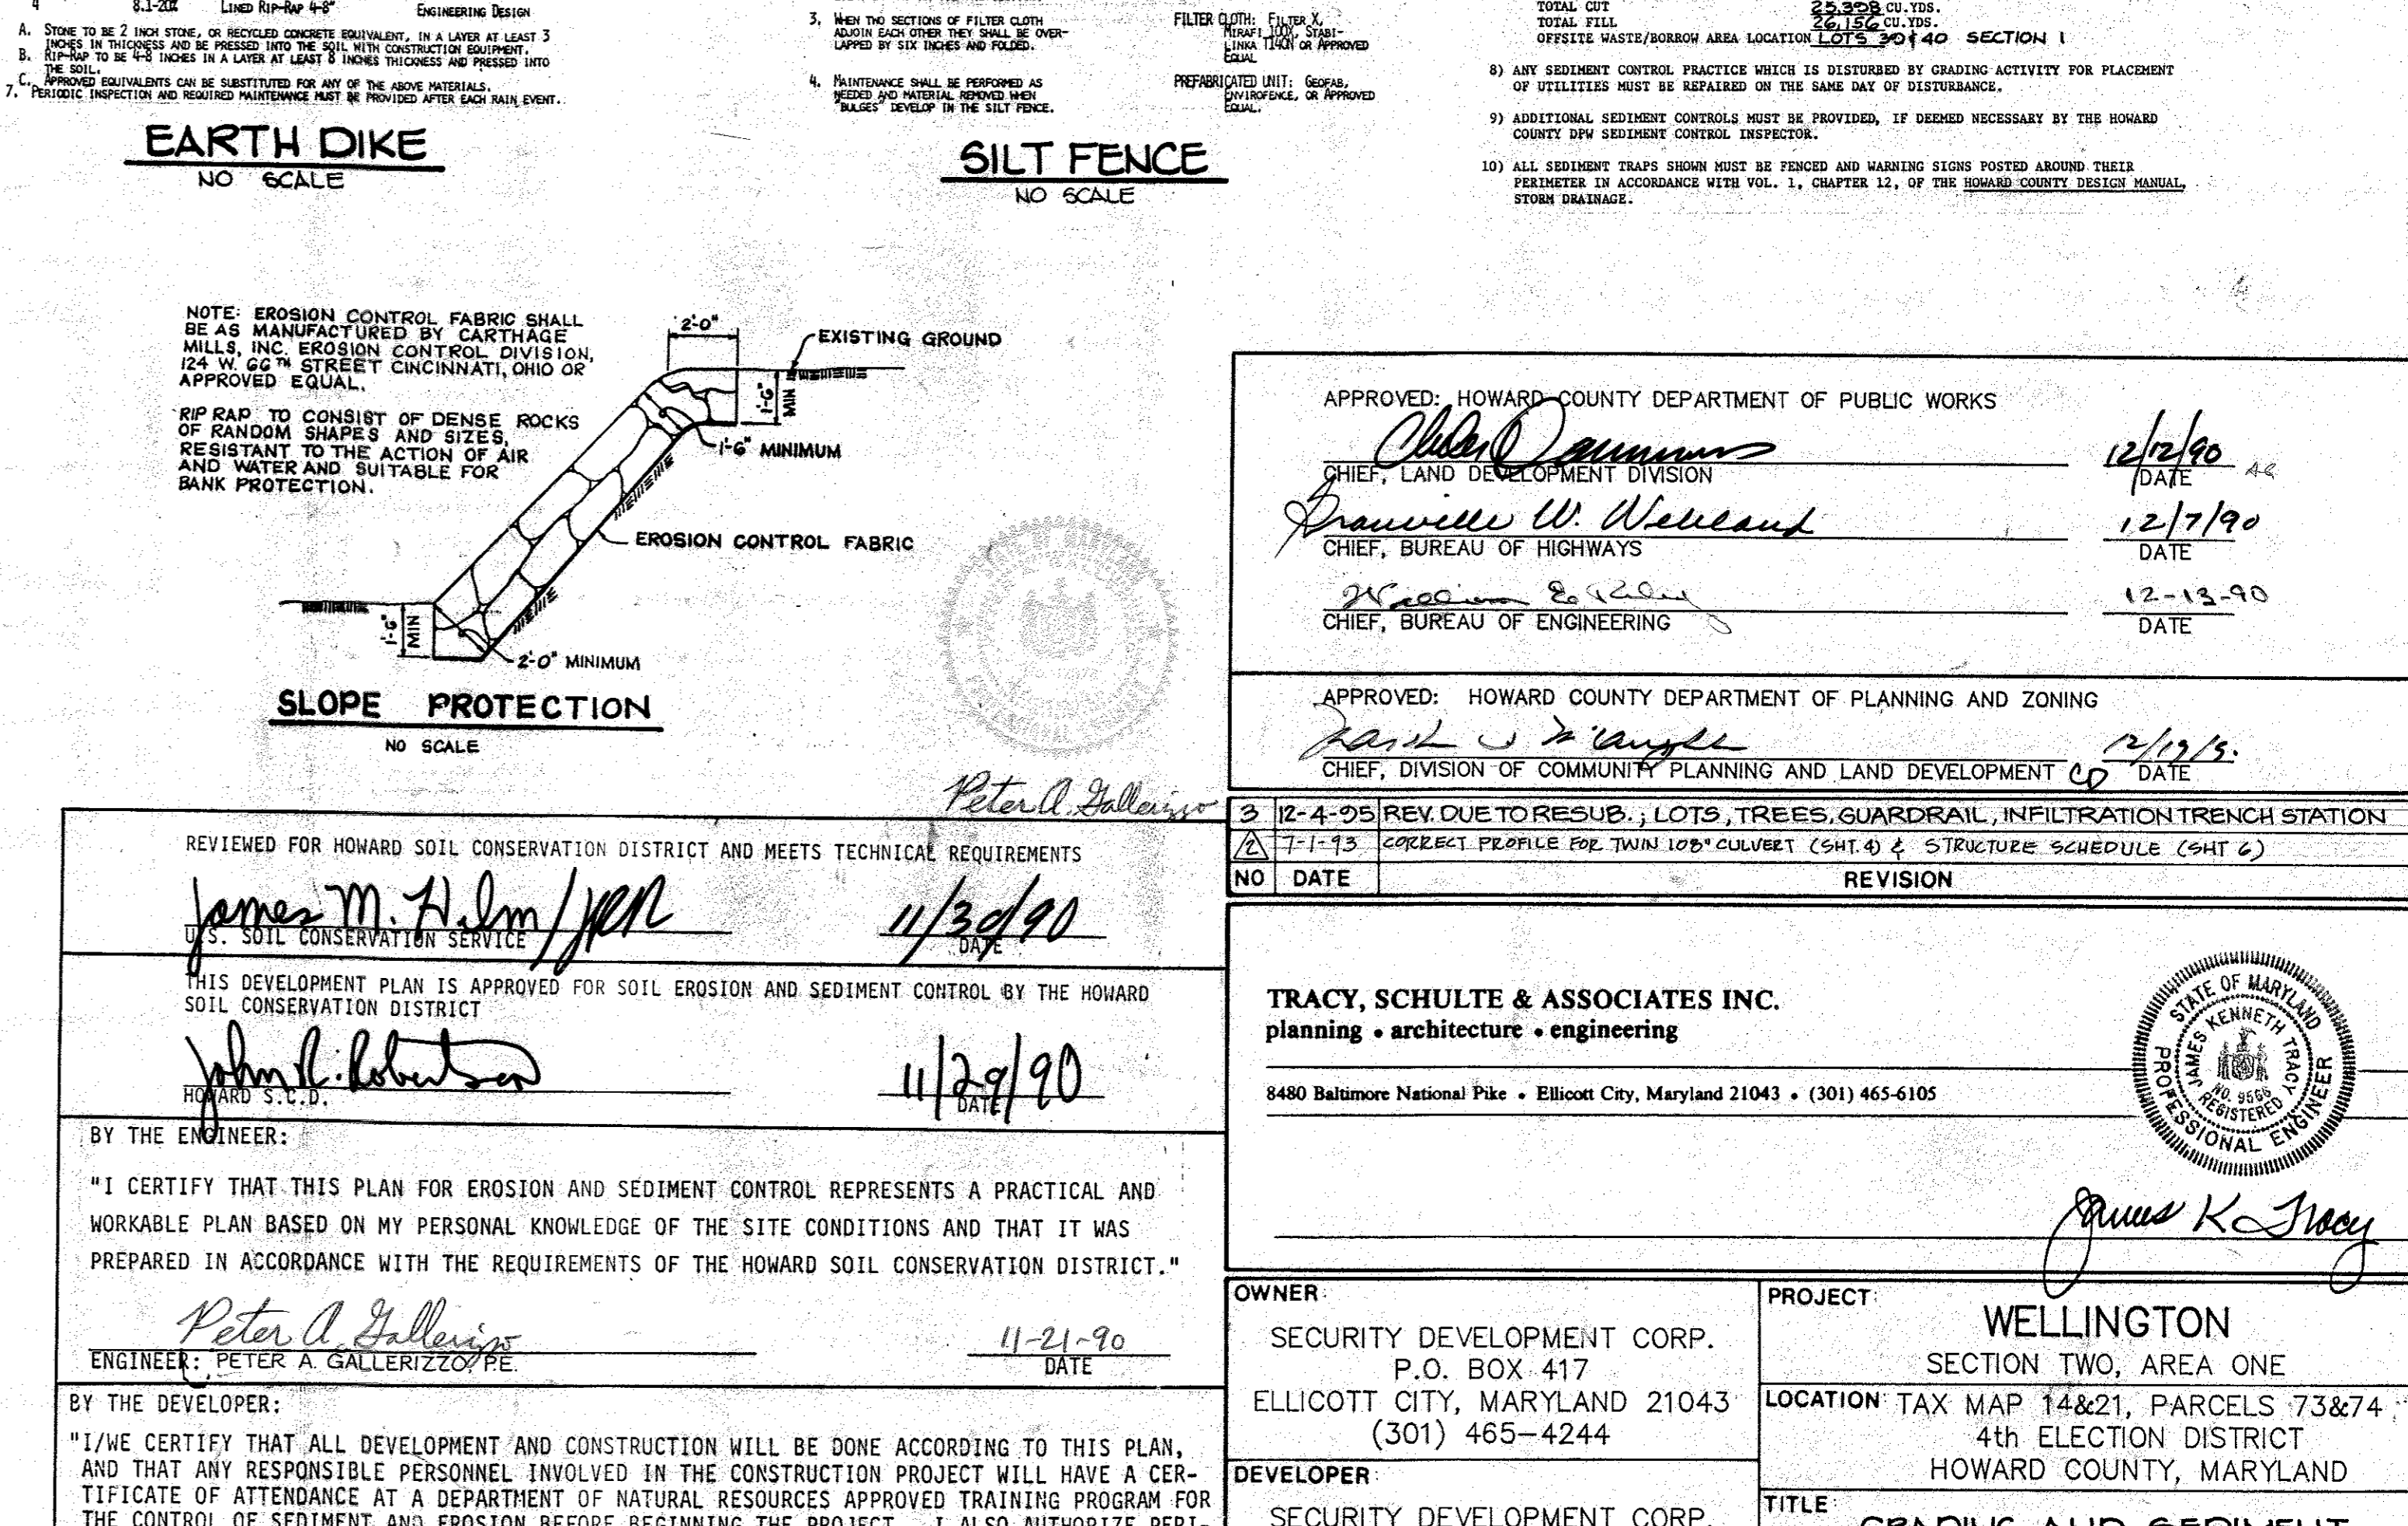 4 8.1-20% LINED RIP-RAP 4-8" ENGINEERING DESIGN
A. STONE TO BE 2 INCH STONE, OR RECYCLED CONCRETE EQUIVALENT, IN A LAYER AT LEAST 3
INCHES IN THICKNESS AND BE PRESSED INTO THE SOIL WITH CONSTRUCTION EQUIPMENT.
B. RIP-RAP TO BE 4-8 INCHES IN A LAYER AT LEAST 8 INCHES THICKNESS AND PRESSED INTO
THE SOIL.
C. APPROVED EQUIVALENTS CAN BE SUBSTITUTED FOR ANY OF THE ABOVE MATERIALS.
7. PERIODIC INSPECTION AND REQUIRED MAINTENANCE MUST BE PROVIDED AFTER EACH RAIN EVENT.
EARTH DIKE
NO SCALE
3. WHEN TWO SECTIONS OF FILTER CLOTH
ADJOIN EACH OTHER THEY SHALL BE OVER-
LAPPED BY SIX INCHES AND FOLDED.
4. MAINTENANCE SHALL BE PERFORMED AS
NEEDED AND MATERIAL REMOVED WHEN
"BULGES" DEVELOP IN THE SILT FENCE.
FILTER CLOTH: FILTER X,
MIRAFI 100X, STABI-
LINKA T140N OR APPROVED
EQUAL
PREFABRICATED UNIT: GEOFAB,
ENVIROFENCE, OR APPROVED
EQUAL.
SILT FENCE
NO SCALE
TOTAL CUT 25,398 CU.YDS.
TOTAL FILL 26,156 CU.YDS.
OFFSITE WASTE/BORROW AREA LOCATION LOTS 39 & 40 SECTION 1
8) ANY SEDIMENT CONTROL PRACTICE WHICH IS DISTURBED BY GRADING ACTIVITY FOR PLACEMENT
OF UTILITIES MUST BE REPAIRED ON THE SAME DAY OF DISTURBANCE.
9) ADDITIONAL SEDIMENT CONTROLS MUST BE PROVIDED, IF DEEMED NECESSARY BY THE HOWARD
COUNTY DPW SEDIMENT CONTROL INSPECTOR.
10) ALL SEDIMENT TRAPS SHOWN MUST BE FENCED AND WARNING SIGNS POSTED AROUND THEIR
PERIMETER IN ACCORDANCE WITH VOL. 1, CHAPTER 12, OF THE HOWARD COUNTY DESIGN MANUAL,
STORM DRAINAGE.
NOTE: EROSION CONTROL FABRIC SHALL
BE AS MANUFACTURED BY CARTHAGE
MILLS, INC. EROSION CONTROL DIVISION,
124 W. 66TH STREET CINCINNATI, OHIO OR
APPROVED EQUAL.
RIP RAP TO CONSIST OF DENSE ROCKS
OF RANDOM SHAPES AND SIZES,
RESISTANT TO THE ACTION OF AIR
AND WATER AND SUITABLE FOR
BANK PROTECTION.
2'-0"
EXISTING GROUND
1'-6" MIN
1'-6" MINIMUM
EROSION CONTROL FABRIC
1'-6" MIN
2'-0" MINIMUM
SLOPE PROTECTION
NO SCALE
Peter A. Gallerizzo
APPROVED: HOWARD COUNTY DEPARTMENT OF PUBLIC WORKS
12/12/90
CHIEF, LAND DEVELOPMENT DIVISION DATE
Granville W. Wehland 12/7/90
CHIEF, BUREAU OF HIGHWAYS DATE
William E. Riley 12-13-90
CHIEF, BUREAU OF ENGINEERING DATE
APPROVED: HOWARD COUNTY DEPARTMENT OF PLANNING AND ZONING
CHIEF, DIVISION OF COMMUNITY PLANNING AND LAND DEVELOPMENT DATE
3 12-4-95 REV. DUE TO RESUB.; LOTS, TREES, GUARDRAIL, INFILTRATION TRENCH STATION
2 7-1-93 CORRECT PROFILE FOR TWIN 108" CULVERT (SHT. 4) & STRUCTURE SCHEDULE (SHT 6)
NO DATE REVISION
REVIEWED FOR HOWARD SOIL CONSERVATION DISTRICT AND MEETS TECHNICAL REQUIREMENTS
James M. Helm/ 11/30/90
U.S. SOIL CONSERVATION SERVICE DATE
THIS DEVELOPMENT PLAN IS APPROVED FOR SOIL EROSION AND SEDIMENT CONTROL BY THE HOWARD
SOIL CONSERVATION DISTRICT
John R. Robertson 11/29/90
HOWARD S.C.D. DATE
BY THE ENGINEER:
"I CERTIFY THAT THIS PLAN FOR EROSION AND SEDIMENT CONTROL REPRESENTS A PRACTICAL AND
WORKABLE PLAN BASED ON MY PERSONAL KNOWLEDGE OF THE SITE CONDITIONS AND THAT IT WAS
PREPARED IN ACCORDANCE WITH THE REQUIREMENTS OF THE HOWARD SOIL CONSERVATION DISTRICT."
Peter A. Gallerizzo 11-21-90
ENGINEER: PETER A. GALLERIZZO, P.E. DATE
BY THE DEVELOPER:
"I/WE CERTIFY THAT ALL DEVELOPMENT AND CONSTRUCTION WILL BE DONE ACCORDING TO THIS PLAN,
AND THAT ANY RESPONSIBLE PERSONNEL INVOLVED IN THE CONSTRUCTION PROJECT WILL HAVE A CER-
TIFICATE OF ATTENDANCE AT A DEPARTMENT OF NATURAL RESOURCES APPROVED TRAINING PROGRAM FOR
THE CONTROL OF SEDIMENT AND EROSION BEFORE BEGINNING THE PROJECT. I ALSO AUTHORIZE PERI-
TRACY, SCHULTE & ASSOCIATES INC.
planning • architecture • engineering
8480 Baltimore National Pike • Ellicott City, Maryland 21043 • (301) 465-6105
STATE OF MARYLAND
JAMES KENNETH TRACY
NO. 9566
REGISTERED
PROFESSIONAL ENGINEER
James K Tracy
OWNER:
SECURITY DEVELOPMENT CORP.
P.O. BOX 417
ELLICOTT CITY, MARYLAND 21043
(301) 465-4244
DEVELOPER:
SECURITY DEVELOPMENT CORP.
PROJECT:
WELLINGTON
SECTION TWO, AREA ONE
LOCATION: TAX MAP 14&21, PARCELS 73&74
4th ELECTION DISTRICT
HOWARD COUNTY, MARYLAND
TITLE:
GRADING AND SEDIMENT